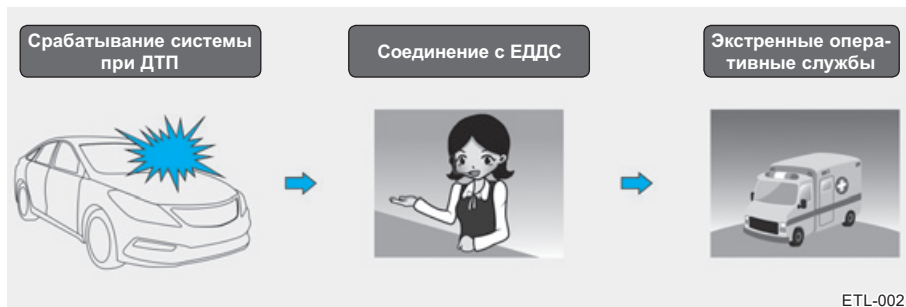 Срабатывание системы
при ДТП
Соединение с ЕДДС
Экстренные опера-
тивные службы
ETL-002